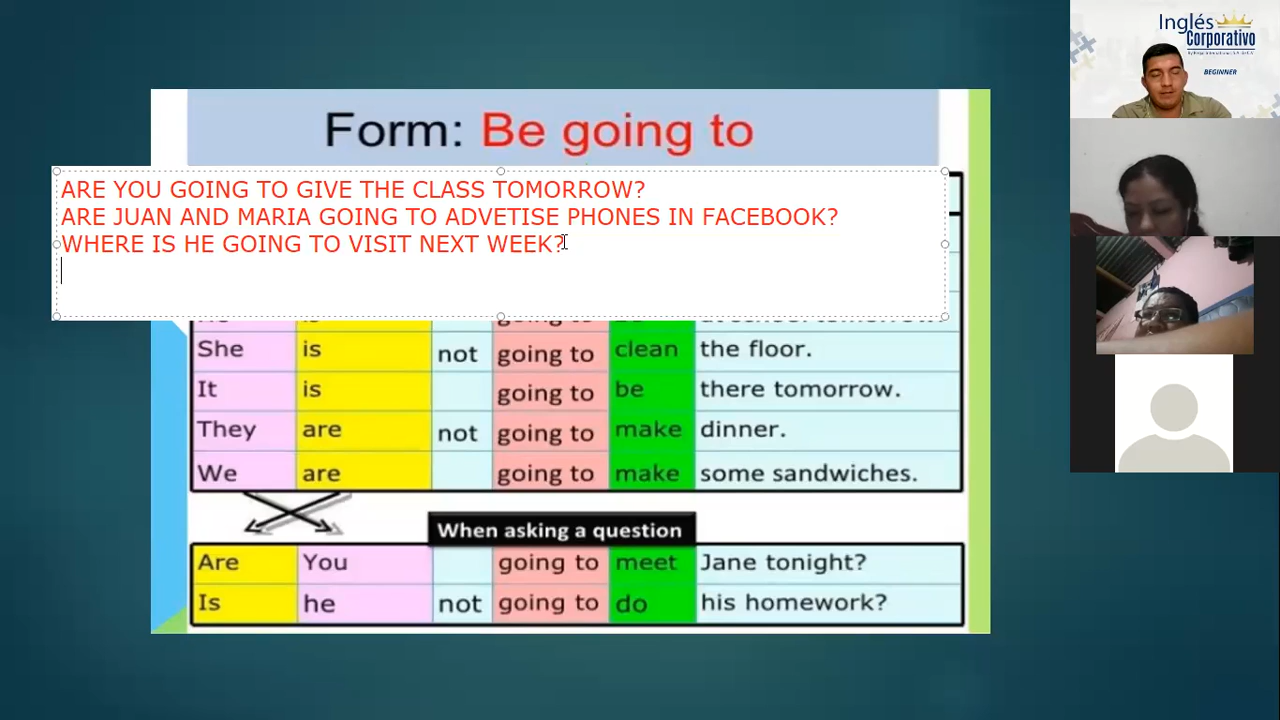 Form: Be going to
ARE YOU GOING TO GIVE THE CLASS TOMORROW?
ARE JUAN AND MARIA GOING TO ADVETISE PHONES IN FACEBOOK?
WHERE IS HE GOING TO VISIT NEXT WEEK?
She is not going to clean the floor.
It is going to be there tomorrow.
They are not going to make dinner.
We are going to make some sandwiches.
When asking a question
Are You going to meet Jane tonight?
Is he not going to do his homework?
Inglés
Corporativo
BEGINNER